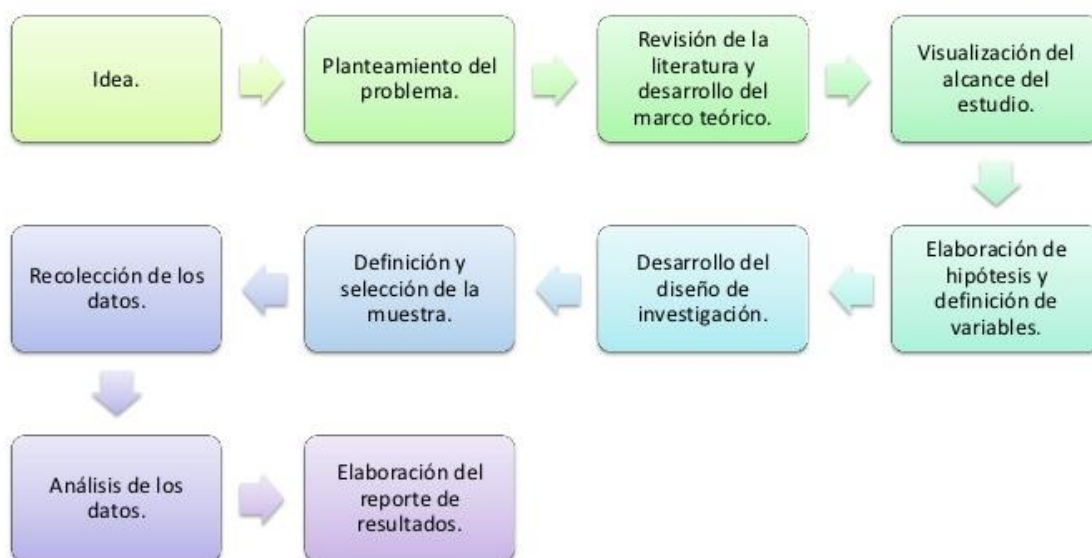 Idea.
Planteamiento del
problema.
Revisión de la
literatura y
desarrollo del
marco teórico.
Visualización del
alcance del
estudio.
Elaboración de
hipótesis y
definición de
variables.
Desarrollo del
diseño de
investigación.
Definición y
selección de la
muestra.
Recolección de los
datos.
Análisis de los
datos.
Elaboración del
reporte de
resultados.